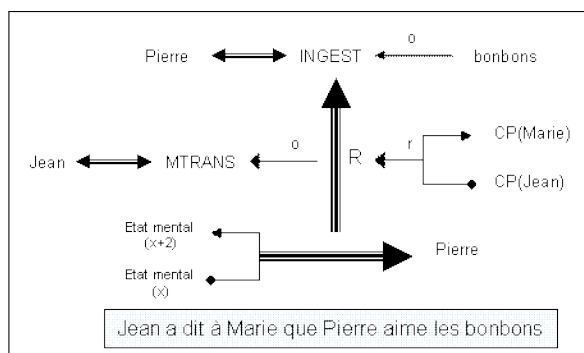 o
Pierre INGEST bonbons
CP(Marie)
o r
Jean MTRANS R
CP(Jean)
Etat mental
(x+2)
Pierre
Etat mental
(x)
Jean a dit à Marie que Pierre aime les bonbons